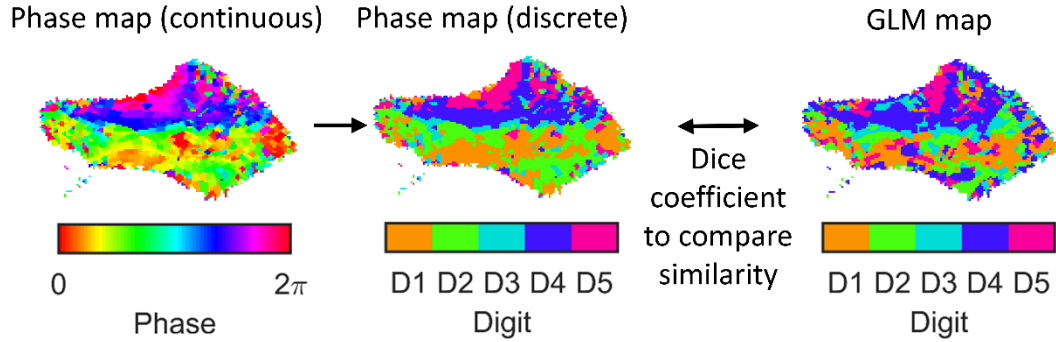 Phase map (continuous)
Phase map (discrete)
GLM map
Dice
coefficient
to compare
similarity
0
2π
Phase
D1 D2 D3 D4 D5
Digit
D1 D2 D3 D4 D5
Digit